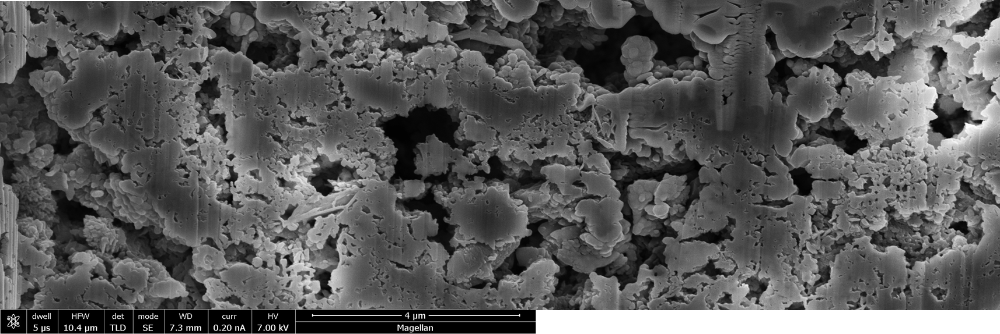 dwell HFW det mode WD curr HV 4 µm
5 µs 10.4 µm TLD SE 7.3 mm 0.20 nA 7.00 kV Magellan